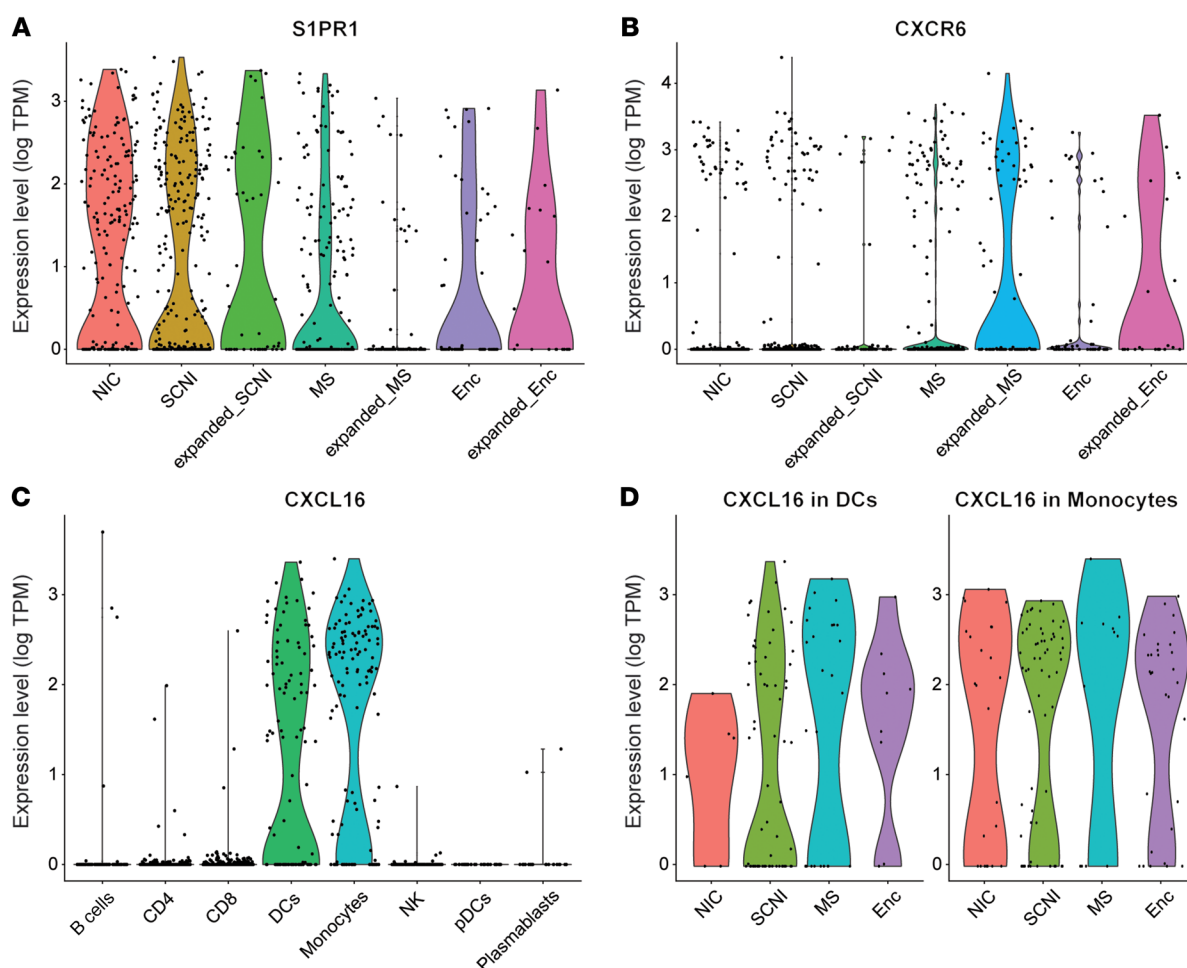 A
S1PR1
Expression level (log TPM)
3
2
1
0
NIC
SCNI
expanded_SCNI
MS
expanded_MS
Enc
expanded_Enc
B
CXCR6
Expression level (log TPM)
4
3
2
1
0
NIC
SCNI
expanded_SCNI
MS
expanded_MS
Enc
expanded_Enc
C
CXCL16
Expression level (log TPM)
3
2
1
0
B cells
CD4
CD8
DCs
Monocytes
NK
pDCs
Plasmablasts
D
CXCL16 in DCs
Expression level (log TPM)
3
2
1
0
NIC
SCNI
MS
Enc
CXCL16 in Monocytes
3
2
1
0
NIC
SCNI
MS
Enc